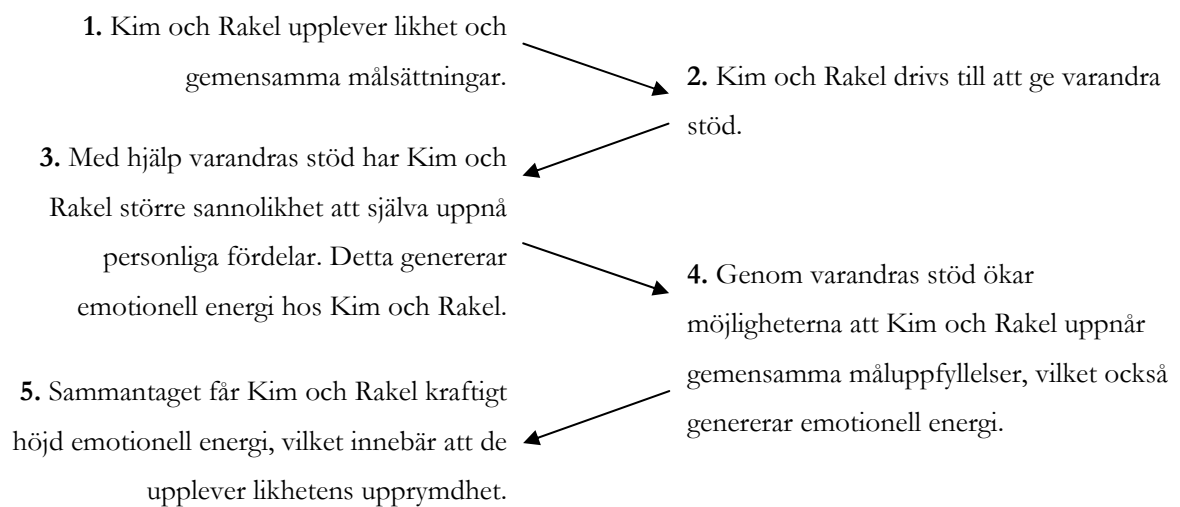 1. Kim och Rakel upplever likhet och
gemensamma målsättningar.
2. Kim och Rakel drivs till att ge varandra
stöd.
3. Med hjälp varandras stöd har Kim och
Rakel större sannolikhet att själva uppnå
personliga fördelar. Detta genererar
emotionell energi hos Kim och Rakel.
4. Genom varandras stöd ökar
möjligheterna att Kim och Rakel uppnår
gemensamma måluppfyllelser, vilket också
genererar emotionell energi.
5. Sammantaget får Kim och Rakel kraftigt
höjd emotionell energi, vilket innebär att de
upplever likhetens upprymdhet.